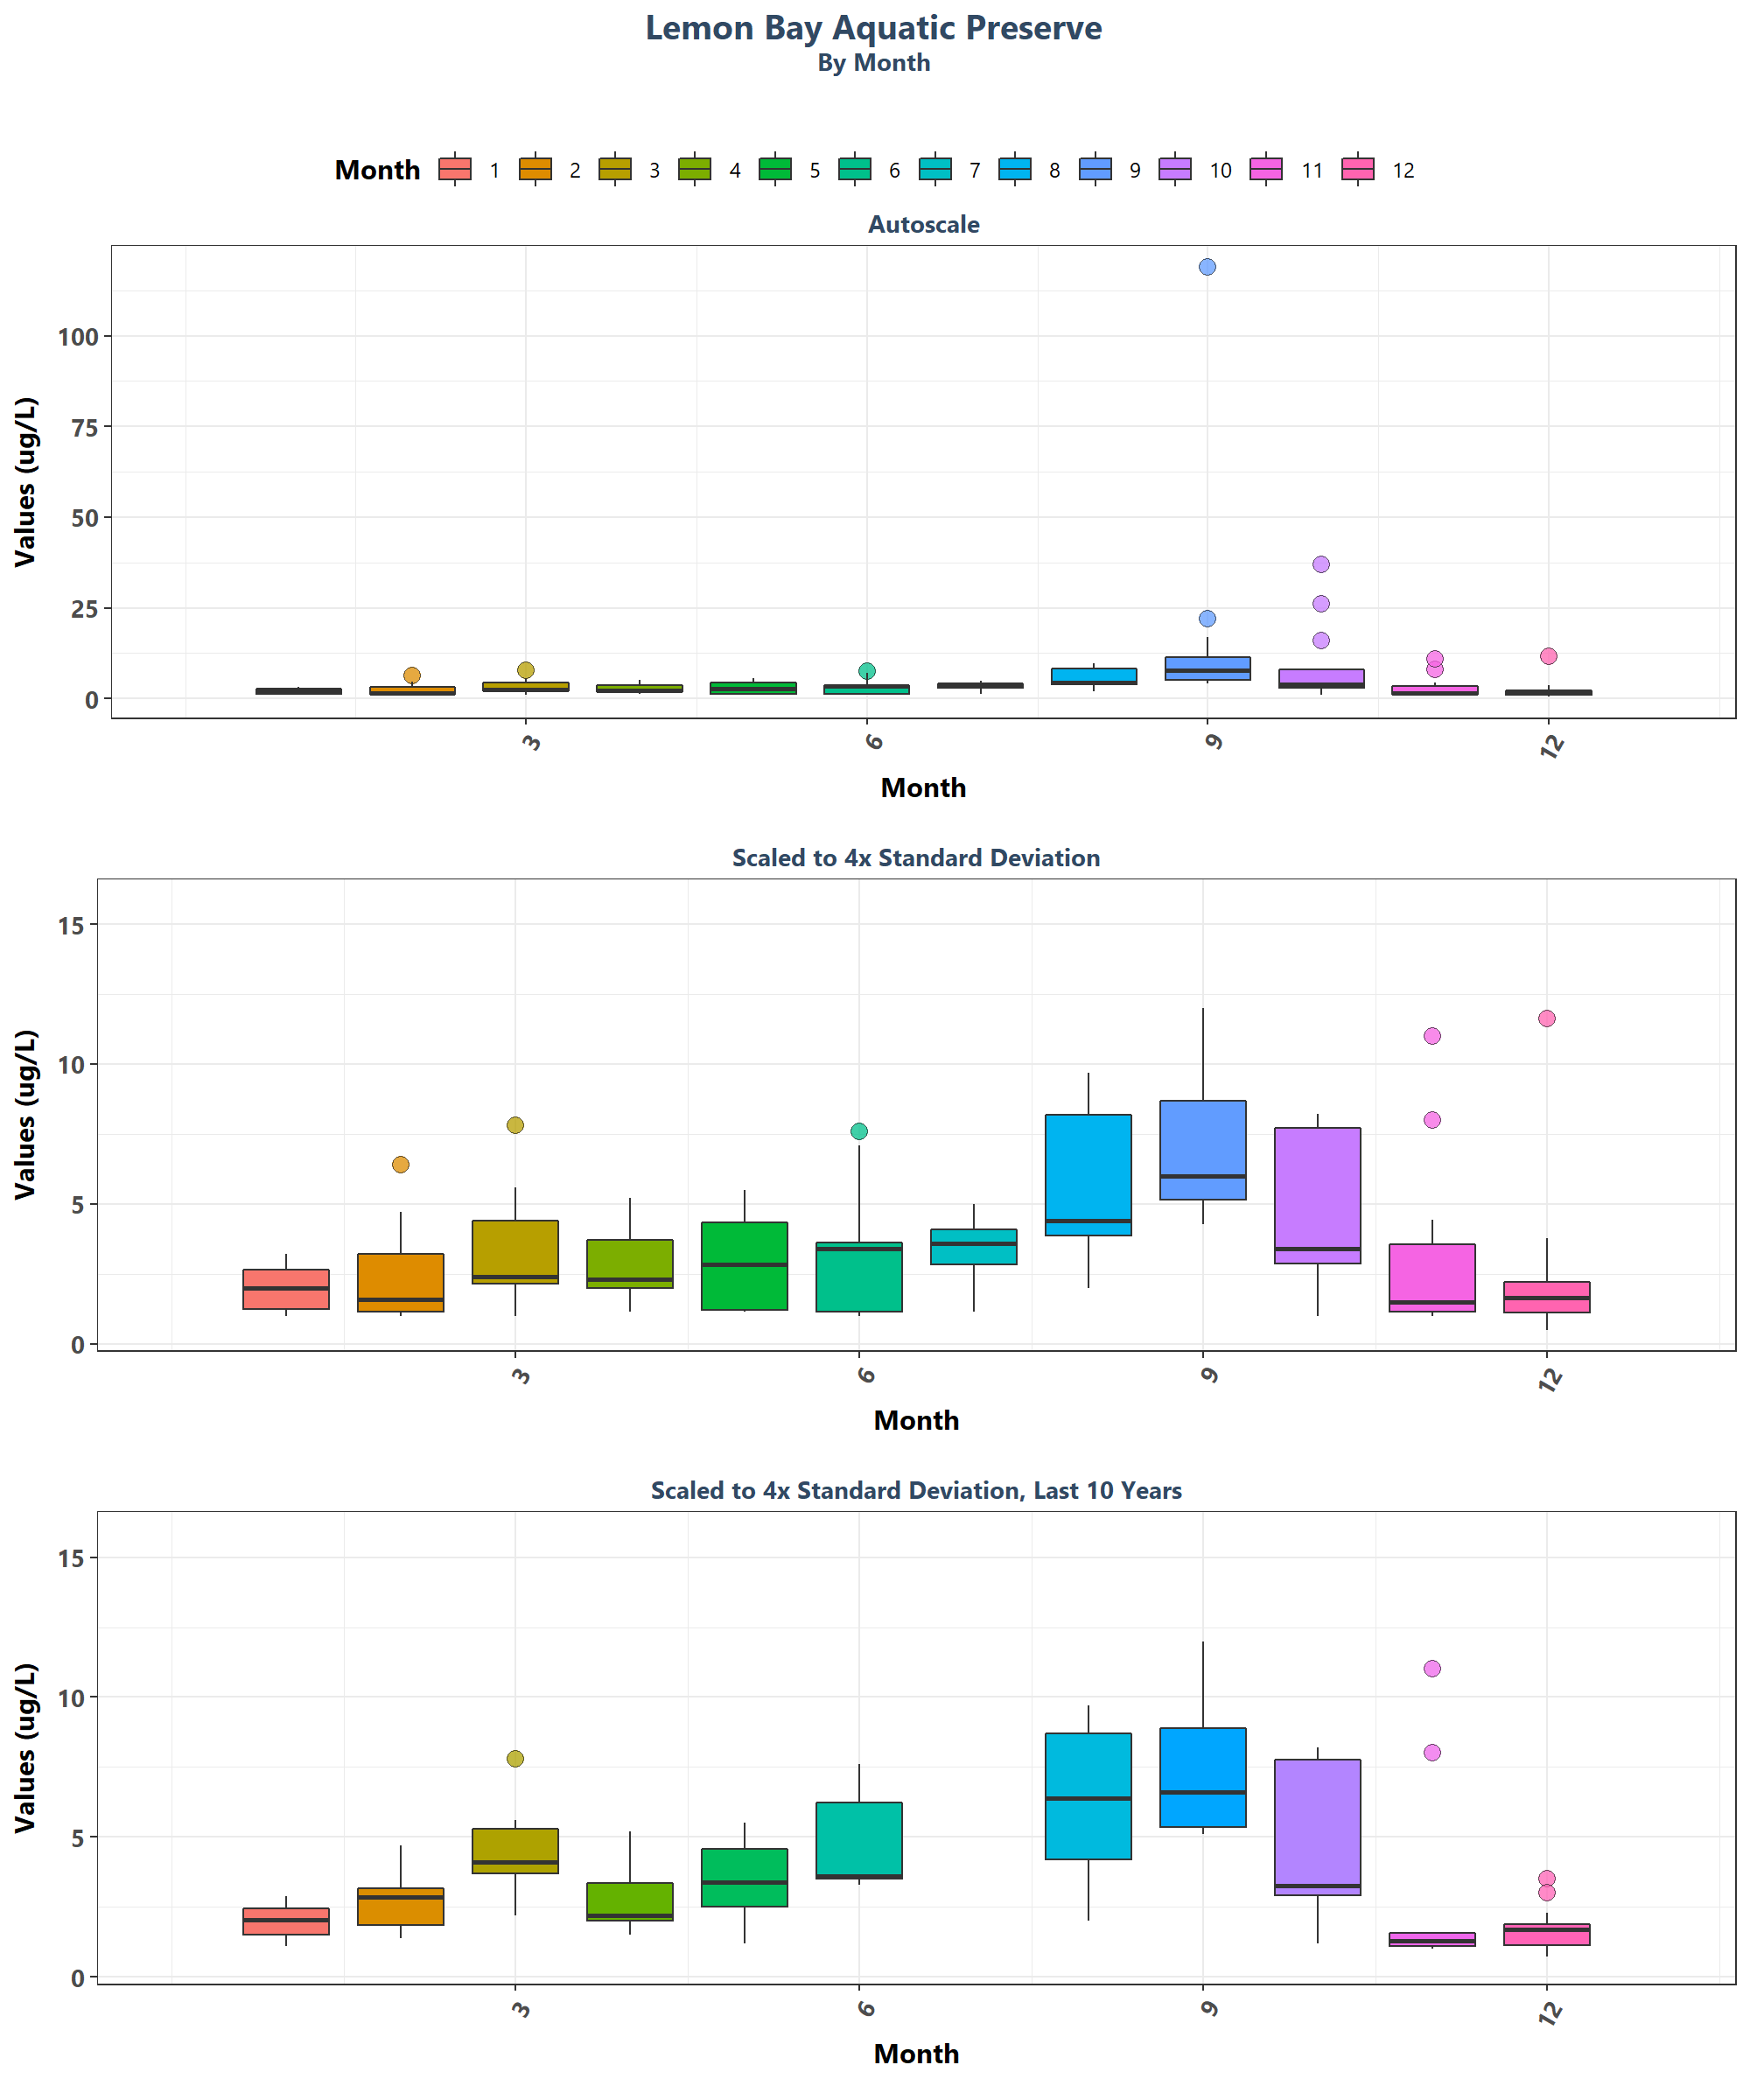 Lemon Bay Aquatic Preserve
By Month
Month 1 2 3 4 5 6 7 8 9 10 11 12
Autoscale
Values (ug/L)
100
75
50
25
0
3 6 9 12
Month
Scaled to 4x Standard Deviation
Values (ug/L)
15
10
5
0
3 6 9 12
Month
Scaled to 4x Standard Deviation, Last 10 Years
Values (ug/L)
15
10
5
0
3 6 9 12
Month